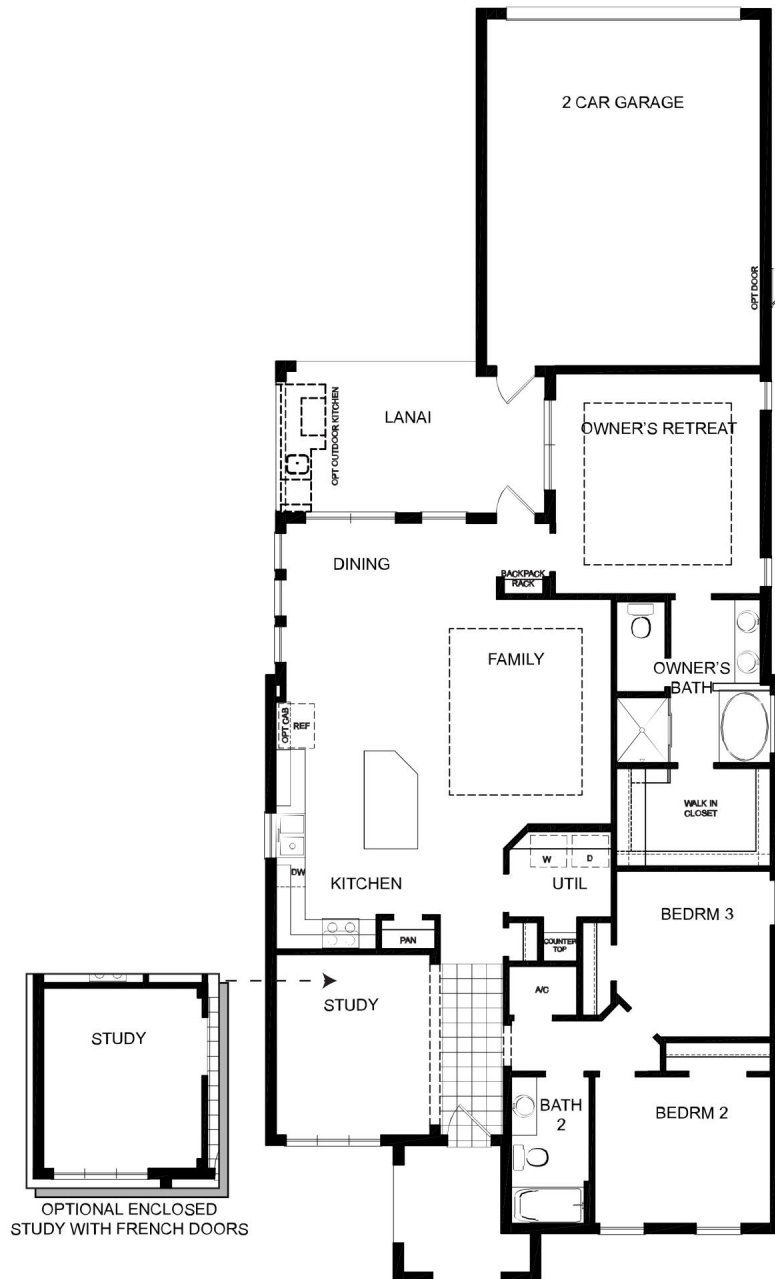 2 CAR GARAGE
OPT DOOR
LANAI
OPT OUTDOOR KITCHEN
OWNER'S RETREAT
DINING
BACKPACK
RACK
FAMILY
OWNER'S
BATH
OPT CAB
REF
WALK IN
CLOSET
W
D
DW
KITCHEN
UTIL
BEDRM 3
PAN
COUNTER
TOP
A/C
STUDY
STUDY
BATH
2
BEDRM 2
OPTIONAL ENCLOSED
STUDY WITH FRENCH DOORS